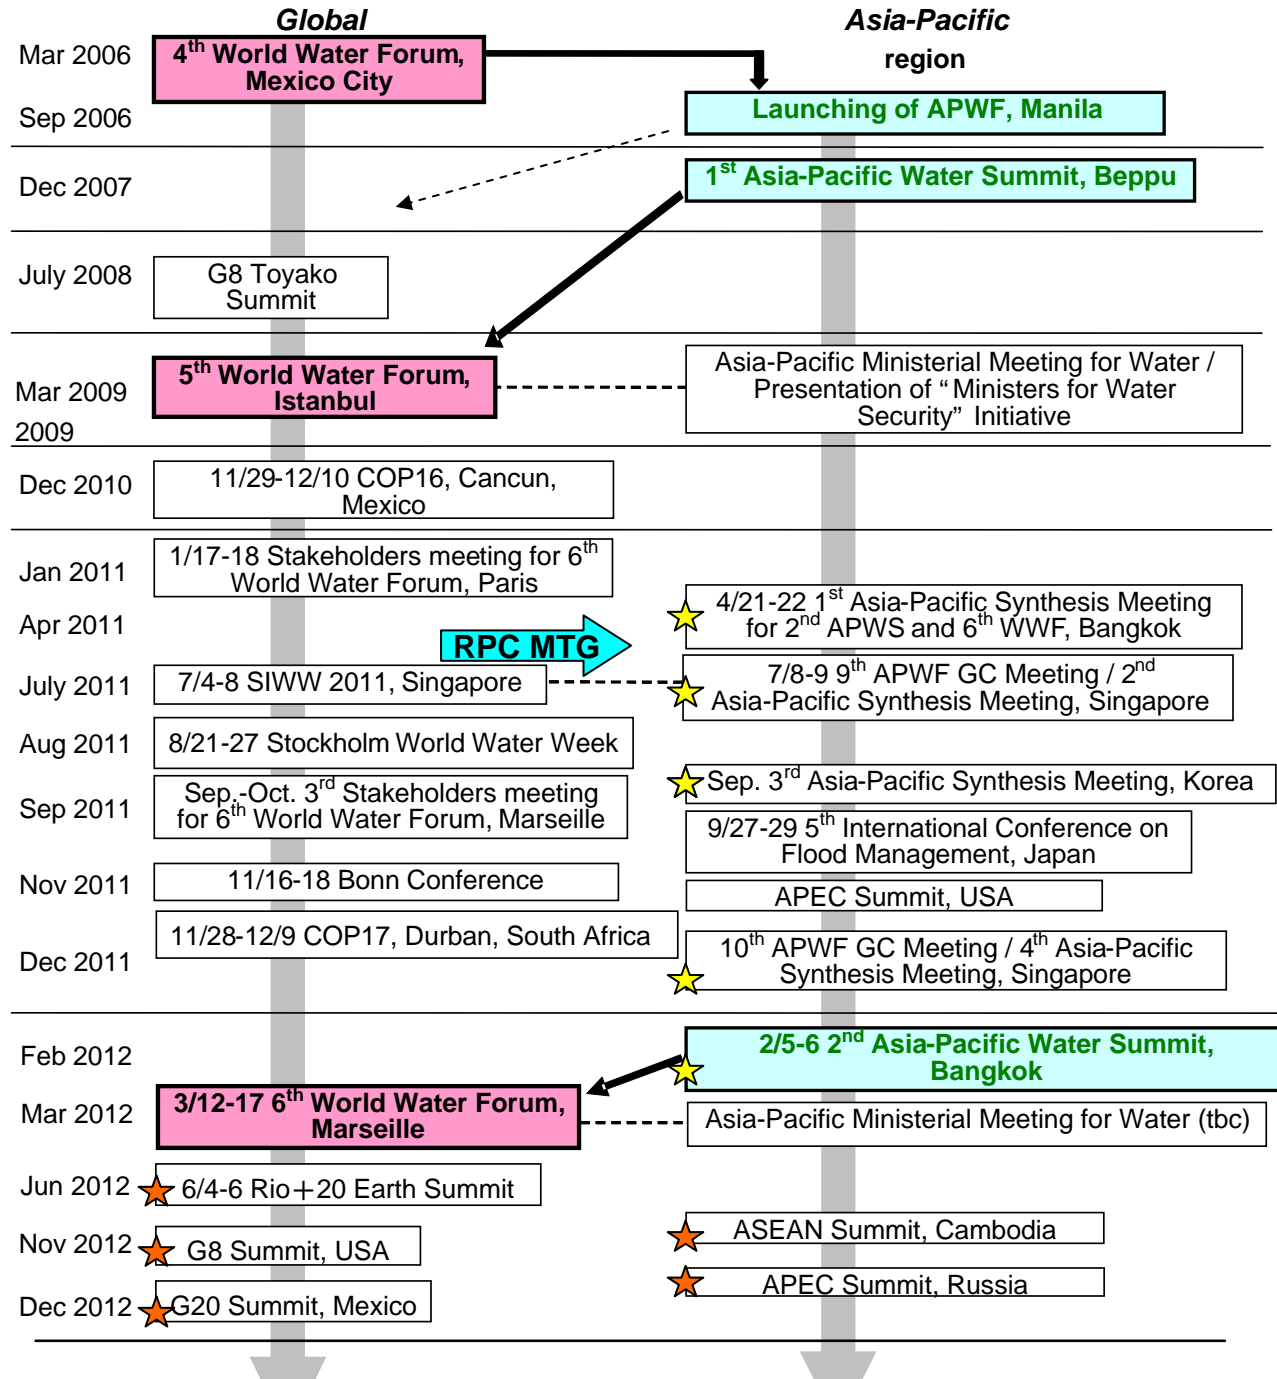 Global
Asia-Pacific
region
Mar 2006
4th World Water Forum,
Mexico City
Sep 2006
Launching of APWF, Manila
Dec 2007
1st Asia-Pacific Water Summit, Beppu
July 2008
G8 Toyako
Summit
Mar 2009
2009
5th World Water Forum,
Istanbul
Asia-Pacific Ministerial Meeting for Water /
Presentation of “Ministers for Water
Security” Initiative
Dec 2010
11/29-12/10 COP16, Cancun,
Mexico
Jan 2011
1/17-18 Stakeholders meeting for 6th
World Water Forum, Paris
Apr 2011
4/21-22 1st Asia-Pacific Synthesis Meeting
for 2nd APWS and 6th WWF, Bangkok
RPC MTG
July 2011
7/4-8 SIWW 2011, Singapore
7/8-9 9th APWF GC Meeting / 2nd
Asia-Pacific Synthesis Meeting, Singapore
Aug 2011
8/21-27 Stockholm World Water Week
Sep 2011
Sep.-Oct. 3rd Stakeholders meeting
for 6th World Water Forum, Marseille
Sep. 3rd Asia-Pacific Synthesis Meeting, Korea
9/27-29 5th International Conference on
Flood Management, Japan
Nov 2011
11/16-18 Bonn Conference
APEC Summit, USA
Dec 2011
11/28-12/9 COP17, Durban, South Africa
10th APWF GC Meeting / 4th Asia-Pacific
Synthesis Meeting, Singapore
Feb 2012
2/5-6 2nd Asia-Pacific Water Summit,
Bangkok
Mar 2012
3/12-17 6th World Water Forum,
Marseille
Asia-Pacific Ministerial Meeting for Water (tbc)
Jun 2012
6/4-6 Rio+20 Earth Summit
Nov 2012
G8 Summit, USA
ASEAN Summit, Cambodia
APEC Summit, Russia
Dec 2012
G20 Summit, Mexico